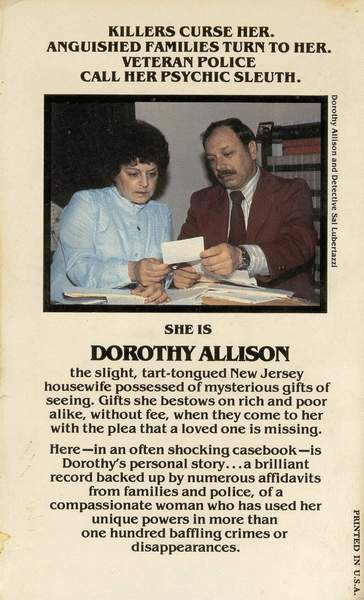 KILLERS CURSE HER.
ANGUISHED FAMILIES TURN TO HER.
VETERAN POLICE
CALL HER PSYCHIC SLEUTH.
Dorothy Allison and Detective Sal Lubertazzi
SHE IS
DOROTHY ALLISON
the slight, tart-tongued New Jersey
housewife possessed of mysterious gifts of
seeing. Gifts she bestows on rich and poor
alike, without fee, when they come to her
with the plea that a loved one is missing.
Here—in an often shocking casebook—is
Dorothy's personal story...a brilliant
record backed up by numerous affidavits
from families and police, of a
compassionate woman who has used her
unique powers in more than
one hundred baffling crimes or
disappearances.
PRINTED IN U.S.A.